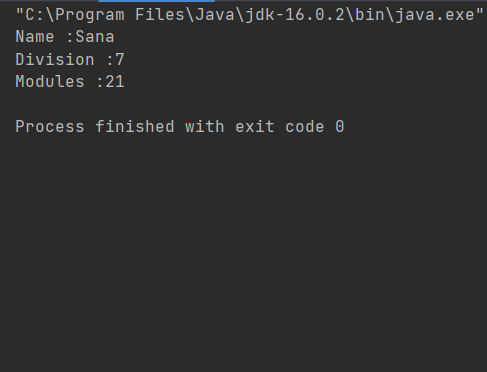 "C:\Program Files\Java\jdk-16.0.2\bin\java.exe"
Name :Sana
Division :7
Modules :21
Process finished with exit code 0